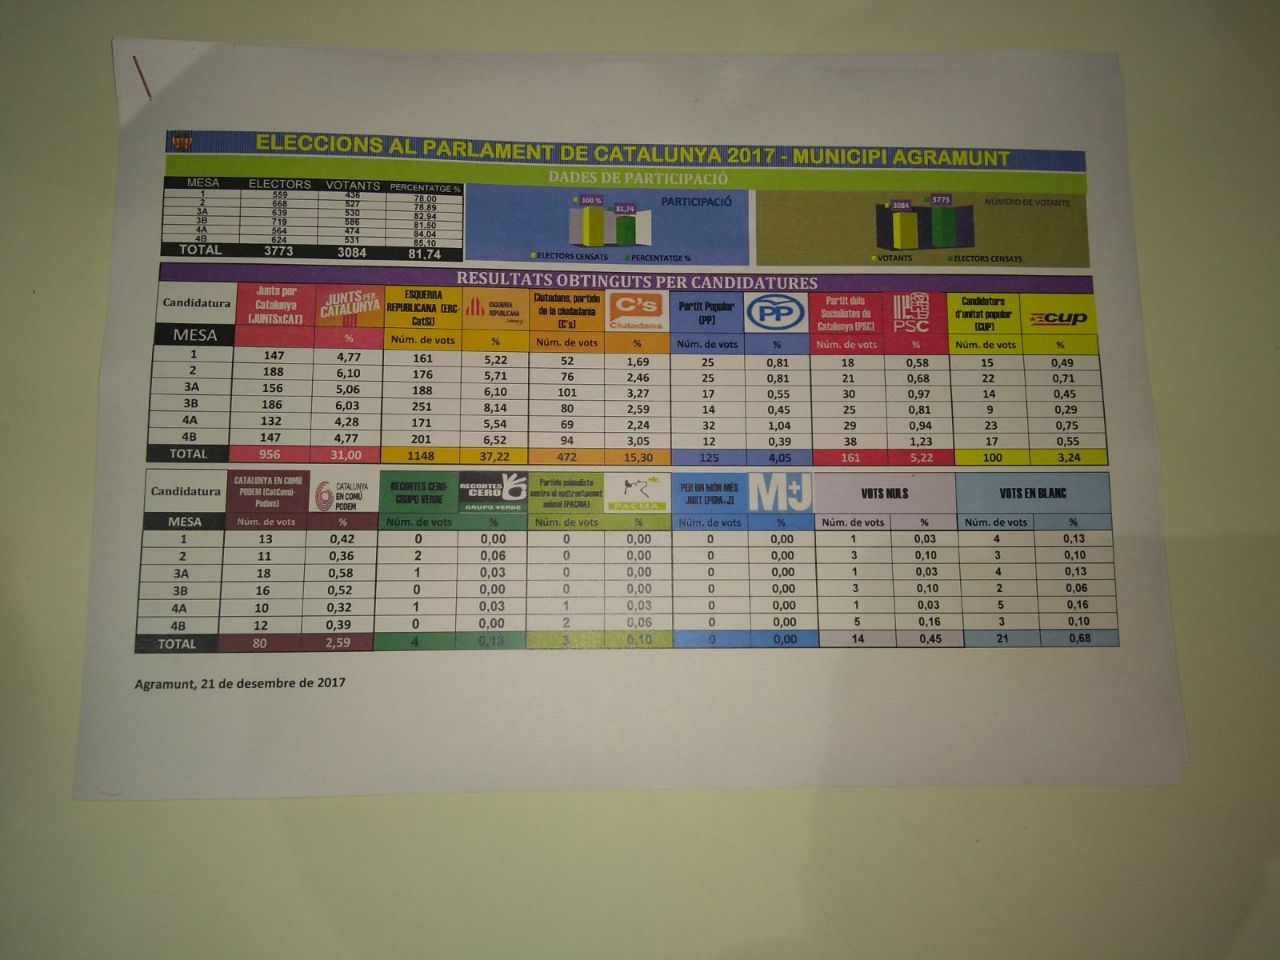 ELECCIONS AL PARLAMENT DE CATALUNYA 2017 - MUNICIPI AGRAMUNT
DADES DE PARTICIPACIÓ
MESA ELECTORS VOTANTS PERCENTATGE %
1 559 436 78,00
2 668 527 78,89
3A 639 530 82,94
3B 719 586 81,50
4A 564 474 84,04
4B 624 531 85,10
TOTAL 3773 3084 81,74
PARTICIPACIÓ
100 % 81,74
ELECTORS CENSATS PERCENTATGE %
NÚMERO DE VOTANTS
3084 3773
VOTANTS ELECTORS CENSATS
RESULTATS OBTINGUTS PER CANDIDATURES
Candidatura
Junts per
Catalunya
(JUNTSxCAT)
JUNTS PER
CATALUNYA
ESQUERRA
REPUBLICANA (ERC-
CatSí)
ESQUERRA
REPUBLICANA
Ciutadans, partido
de la ciudadanía
(C's)
C's
Ciutadans
Partit Popular
(PP)
PP
Partit dels
Socialistes de
Catalunya (PSC)
PSC
Candidatura
d'unitat popular
(CUP)
CUP
MESA % Núm. de vots % Núm. de vots % Núm. de vots % Núm. de vots % Núm. de vots %
1 147 4,77 161 5,22 52 1,69 25 0,81 18 0,58 15 0,49
2 188 6,10 176 5,71 76 2,46 25 0,81 21 0,68 22 0,71
3A 156 5,06 188 6,10 101 3,27 17 0,55 30 0,97 14 0,45
3B 186 6,03 251 8,14 80 2,59 14 0,45 25 0,81 9 0,29
4A 132 4,28 171 5,54 69 2,24 32 1,04 29 0,94 23 0,75
4B 147 4,77 201 6,52 94 3,05 12 0,39 38 1,23 17 0,55
TOTAL 956 31,00 1148 37,22 472 15,30 125 4,05 161 5,22 100 3,24
Candidatura
CATALUNYA EN COMÚ
PODEM (CatComú-
Podem)
CATALUNYA
EN COMÚ
PODEM
RECORTES CERO-
GRUPO VERDE
RECORTES
CERO
GRUPO VERDE
Partido animalista
contra el maltractament
animal (PACMA)
PACMA
PER UN MÓN MÉS
JUST (PUM+J)
M+J
VOTS NULS
VOTS EN BLANC
MESA Núm. de vots % Núm. de vots % Núm. de vots % Núm. de vots % Núm. de vots % Núm. de vots %
1 13 0,42 0 0,00 0 0,00 0 0,00 1 0,03 4 0,13
2 11 0,36 2 0,06 0 0,00 0 0,00 3 0,10 3 0,10
3A 18 0,58 1 0,03 0 0,00 0 0,00 1 0,03 4 0,13
3B 16 0,52 0 0,00 0 0,00 0 0,00 3 0,10 2 0,06
4A 10 0,32 1 0,03 1 0,03 0 0,00 1 0,03 5 0,16
4B 12 0,39 0 0,00 2 0,06 0 0,00 5 0,16 3 0,10
TOTAL 80 2,59 4 0,13 3 0,10 0 0,00 14 0,45 21 0,68
Agramunt, 21 de desembre de 2017